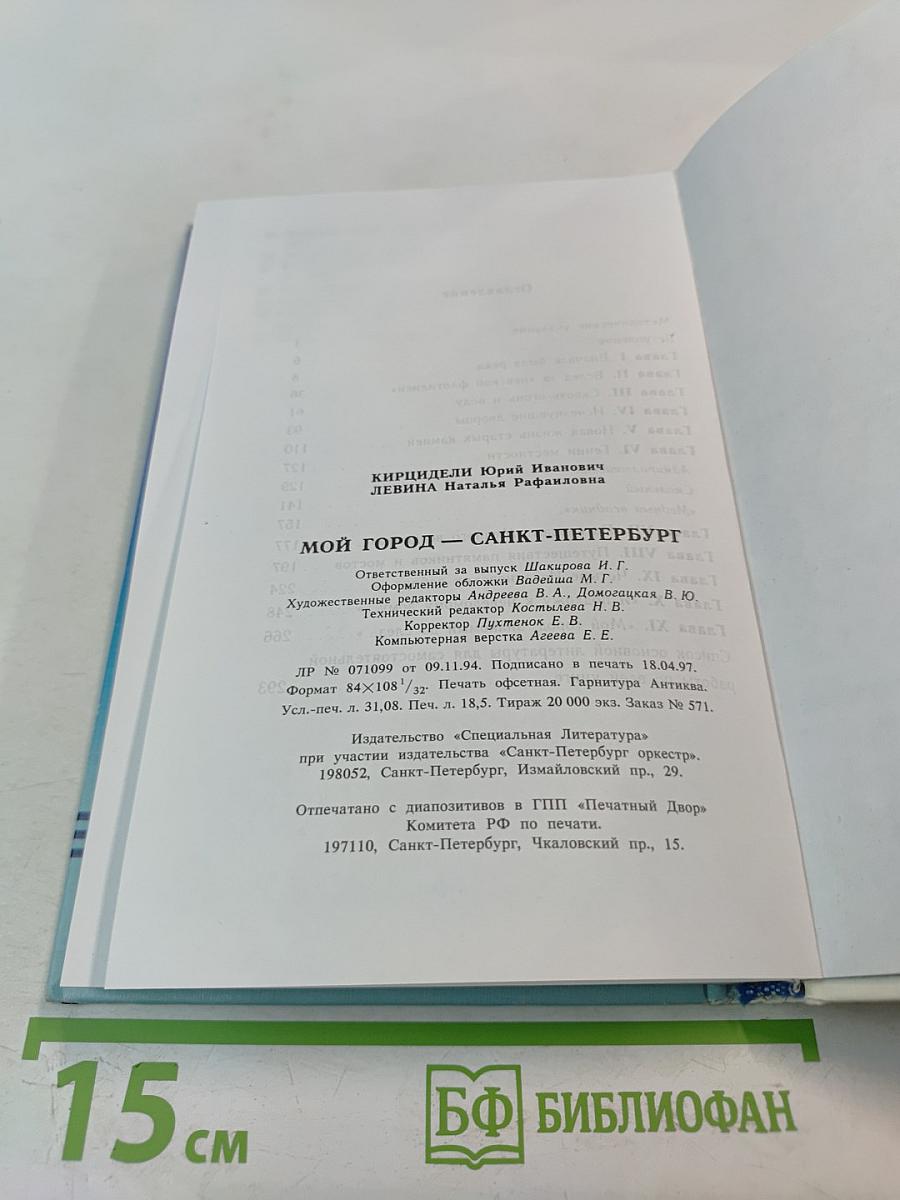 КИРЦИДЕЛИ Юрий Иванович
ЛЕВИНА Наталья Рафаиловна
МОЙ ГОРОД — САНКТ-ПЕТЕРБУРГ
Ответственный за выпуск Шакирова И. Г.
Оформление обложки Вадейша М. Г.
Художественные редакторы Андреева В. А., Домогацкая В. Ю.
Технический редактор Костылева Н. В.
Корректор Пухтенок Е. В.
Компьютерная верстка Агеева Е. Е.
ЛР № 071099 от 09.11.94. Подписано в печать 18.04.97.
Формат 84×108 1/32. Печать офсетная. Гарнитура Антиква.
Усл.-печ. л. 31,08. Печ. л. 18,5. Тираж 20 000 экз. Заказ № 571.
Издательство «Специальная Литература»
при участии издательства «Санкт-Петербург оркестр».
198052, Санкт-Петербург, Измайловский пр., 29.
Отпечатано с диапозитивов в ГПП «Печатный Двор»
Комитета РФ по печати.
197110, Санкт-Петербург, Чкаловский пр., 15.
15 см
БФ БИБЛИОФАН